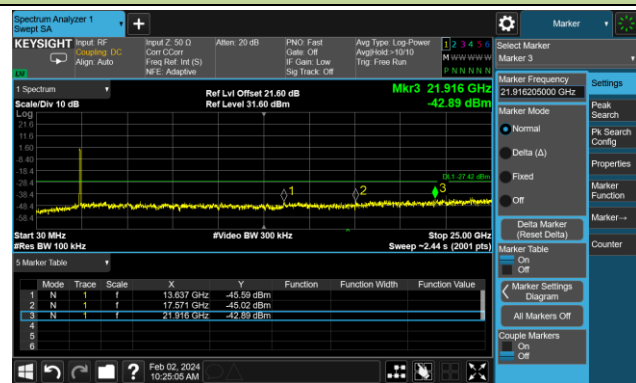 Spectrum Analyzer 1
Swept SA
Marker
KEYSIGHT
Input: RF
Coupling: DC
Align: Auto
Input Z: 50 Ω
Corr CCorr
Freq Ref: Int (S)
NFE: Adaptive
Atten: 20 dB
PNO: Fast
Gate: Off
IF Gain: Low
Sig Track: Off
Avg Type: Log-Power
Avg|Hold:>10/10
Trig: Free Run
1 2 3 4 5 6
M W W W W W
P N N N N N
Select Marker
Marker 3
1 Spectrum
Scale/Div 10 dB
Log
Ref Lvl Offset 21.60 dB
Ref Level 31.60 dBm
Mkr3 21.916 GHz
-42.89 dBm
21.6
11.6
1.60
-8.40
-18.4
-28.4
-38.4
-48.4
-58.4
DL1 -27.42 dBm
1
2
3
Start 30 MHz
#Video BW 300 kHz
Stop 25.00 GHz
#Res BW 100 kHz
Sweep ~2.44 s (2001 pts)
5 Marker Table
Mode Trace Scale X Y Function Function Width Function Value
1 N 1 f 13.637 GHz -45.59 dBm
2 N 1 f 17.571 GHz -45.02 dBm
3 N 1 f 21.916 GHz -42.89 dBm
4
5
6
Marker Frequency
21.916205000 GHz
Marker Mode
Normal
Delta (Δ)
Fixed
Off
Delta Marker
(Reset Delta)
Marker Table
On
Off
Marker Settings
Diagram
All Markers Off
Couple Markers
On
Off
Settings
Peak
Search
Pk Search
Config
Properties
Marker
Function
Marker→
Counter
?
Feb 02, 2024
10:25:05 AM